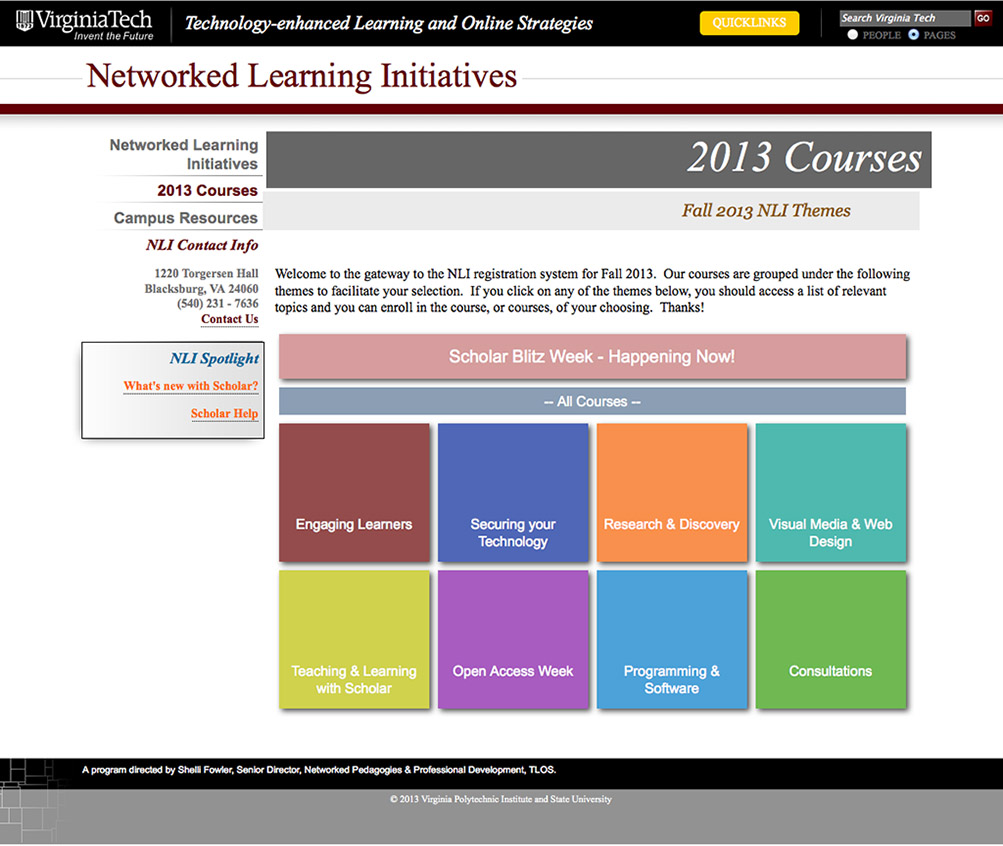 VirginiaTech
Invent the Future
Technology-enhanced Learning and Online Strategies
QUICKLINKS
Search Virginia Tech
GO
PEOPLE PAGES
Networked Learning Initiatives
Networked Learning
Initiatives
2013 Courses
Campus Resources
NLI Contact Info
1220 Torgersen Hall
Blacksburg, VA 24060
(540) 231 - 7636
Contact Us
NLI Spotlight
What's new with Scholar?
Scholar Help
2013 Courses
Fall 2013 NLI Themes
Welcome to the gateway to the NLI registration system for Fall 2013.  Our courses are grouped under the following
themes to facilitate your selection.  If you click on any of the themes below, you should access a list of relevant
topics and you can enroll in the course, or courses, of your choosing.  Thanks!
Scholar Blitz Week - Happening Now!
-- All Courses --
Engaging Learners
Securing your
Technology
Research & Discovery
Visual Media & Web
Design
Teaching & Learning
with Scholar
Open Access Week
Programming &
Software
Consultations
A program directed by Shelli Fowler, Senior Director, Networked Pedagogies & Professional Development, TLOS.
© 2013 Virginia Polytechnic Institute and State University